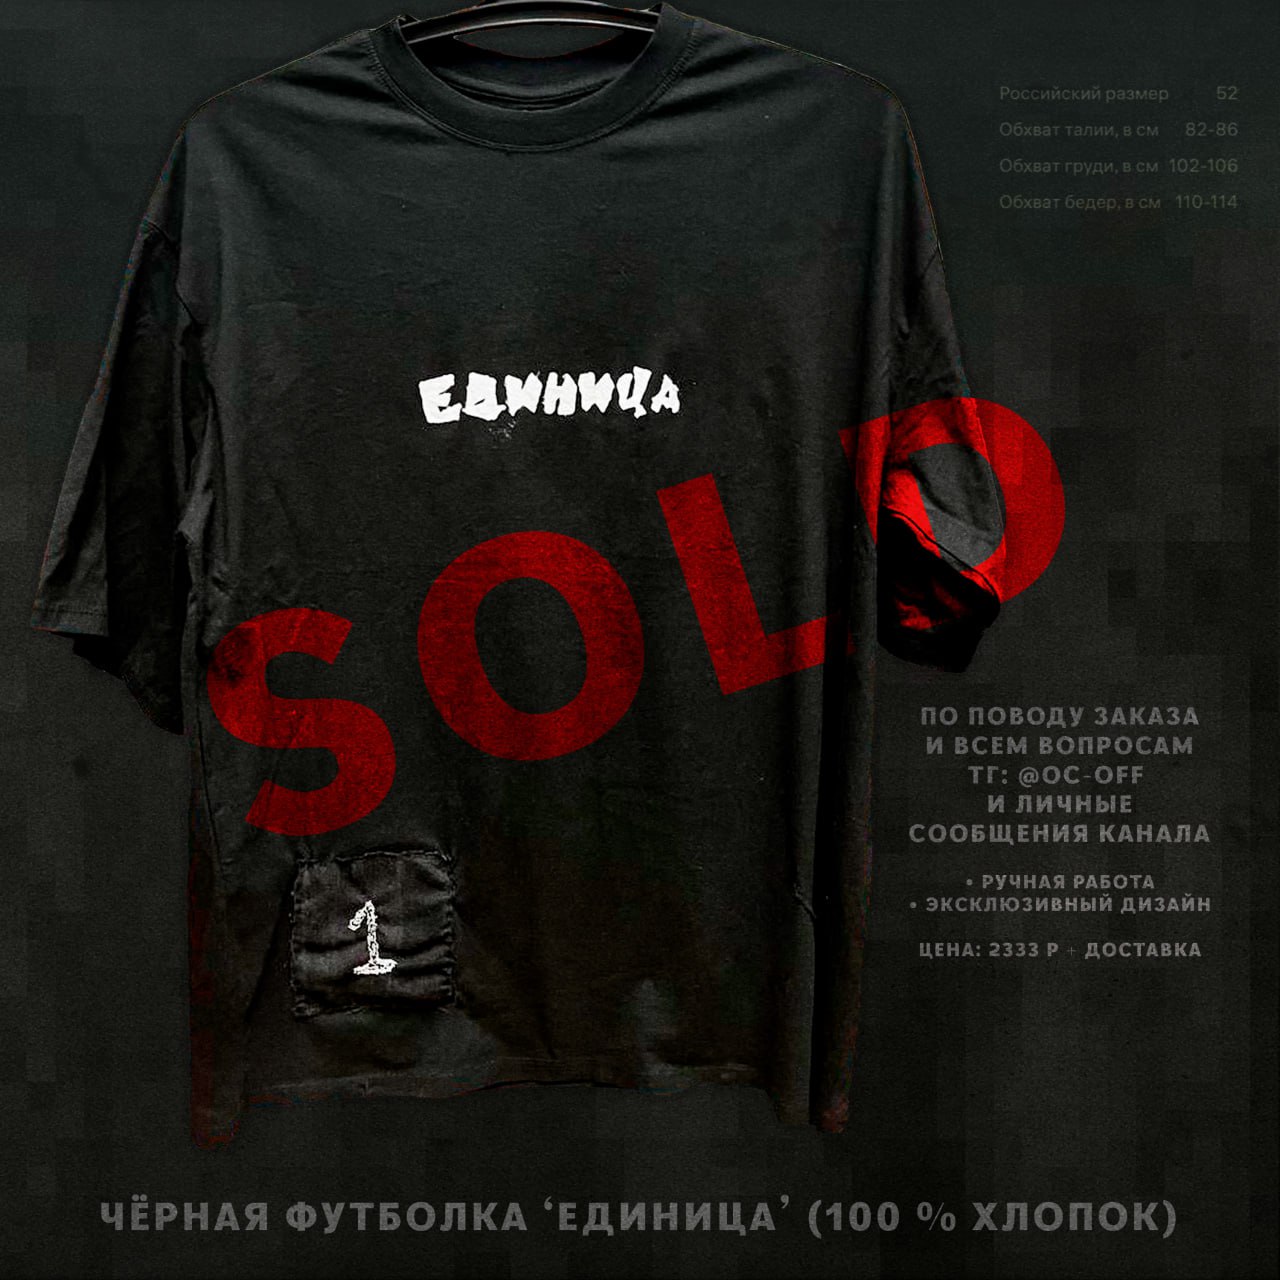 Российский размер 52
Обхват талии, в см 82-86
Обхват груди, в см 102-106
Обхват бедер, в см 110-114
ЕДИНИЦА
SOLD
ПО ПОВОДУ ЗАКАЗА
И ВСЕМ ВОПРОСАМ
ТГ: @OC-OFF
И ЛИЧНЫЕ
СООБЩЕНИЯ КАНАЛА
• РУЧНАЯ РАБОТА
• ЭКСКЛЮЗИВНЫЙ ДИЗАЙН
ЦЕНА: 2333 Р + ДОСТАВКА
1
ЧЁРНАЯ ФУТБОЛКА ‘ЕДИНИЦА’ (100 % ХЛОПОК)